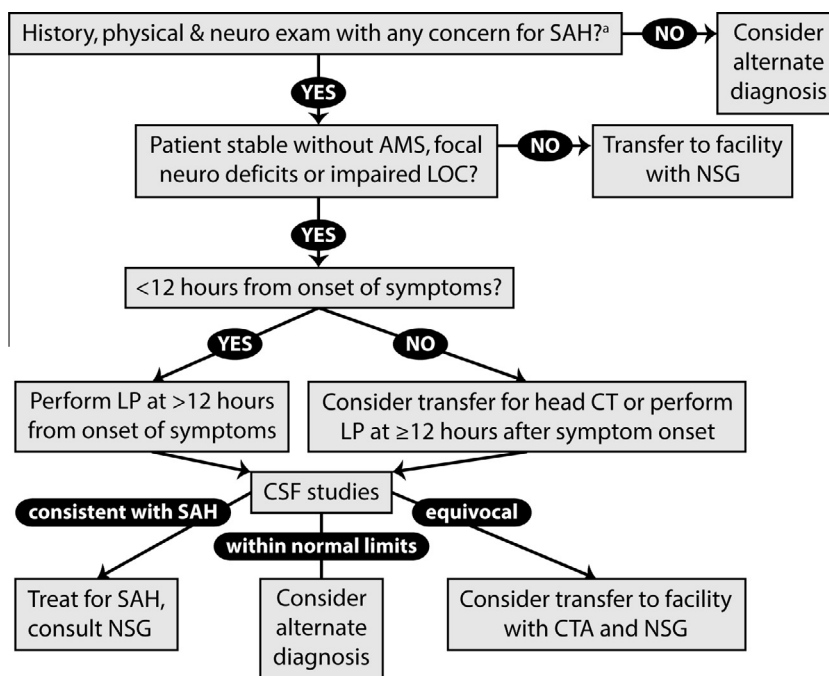 History, physical & neuro exam with any concern for SAH?ᵃ
NO
Consider
alternate
diagnosis
YES
Patient stable without AMS, focal
neuro deficits or impaired LOC?
NO
Transfer to facility
with NSG
YES
<12 hours from onset of symptoms?
YES
NO
Perform LP at >12 hours
from onset of symptoms
Consider transfer for head CT or perform
LP at ≥12 hours after symptom onset
CSF studies
consistent with SAH
equivocal
within normal limits
Treat for SAH,
consult NSG
Consider
alternate
diagnosis
Consider transfer to facility
with CTA and NSG